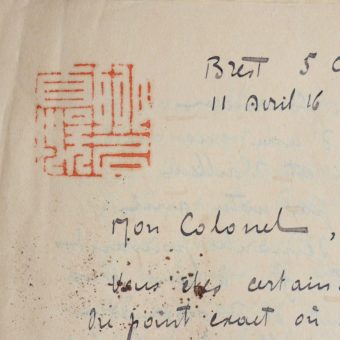 Brest 5 C
11 Avril 16
Mon Colonel,
Vous êtes certain
du point exact où